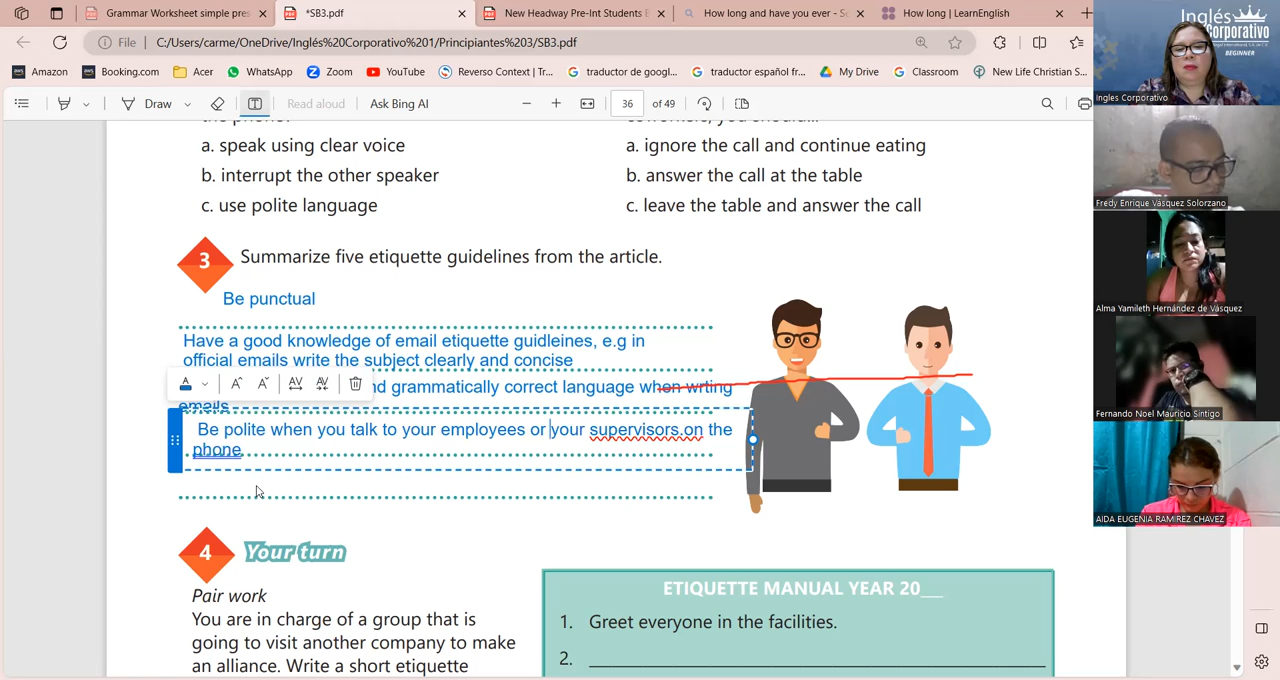 Grammar Worksheet simple pres
*SB3.pdf
New Headway Pre-Int Students B
How long and have you ever - Se
How long | LearnEnglish
File
C:/Users/carme/OneDrive/Inglés%20Corporativo%201/Principiantes%203/SB3.pdf
Amazon
Booking.com
Acer
WhatsApp
Zoom
YouTube
Reverso Context | Tr...
traductor de googl...
traductor español fr...
My Drive
Classroom
New Life Christian S...
Draw
Read aloud
Ask Bing AI
36 of 49
the phone?
coworkers, you should...
a. speak using clear voice
b. interrupt the other speaker
c. use polite language
a. ignore the call and continue eating
b. answer the call at the table
c. leave the table and answer the call
3 Summarize five etiquette guidelines from the article.
Be punctual
Have a good knowledge of email etiquette guidleines, e.g in
official emails write the subject clearly and concise
nd grammatically correct language when wrting
emails
Be polite when you talk to your employees or your supervisors.on the
phone
4 Your turn
Pair work
You are in charge of a group that is
going to visit another company to make
an alliance. Write a short etiquette
ETIQUETTE MANUAL YEAR 20__
1. Greet everyone in the facilities.
2.
Inglés
Corporativo
BEGINNER
Ingles Corporativo
Fredy Enrique Vásquez Solorzano
Alma Yamileth Hernández de Vásquez
Fernando Noel Mauricio Sintigo
AIDA EUGENIA RAMIREZ CHAVEZ